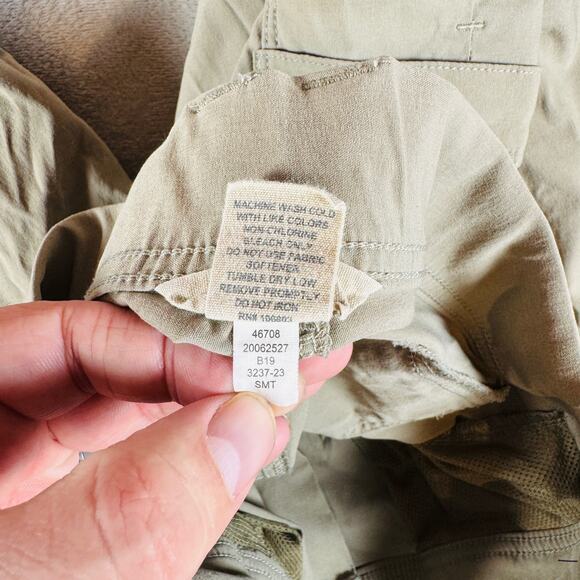 MACHINE WASH COLD
WITH LIKE COLORS
NON-CHLORINE
BLEACH ONLY
DO NOT USE FABRIC
SOFTENER
TUMBLE DRY LOW
REMOVE PROMPTLY
DO NOT IRON
RN#
46708
20062527
B19
3237-23
SMT